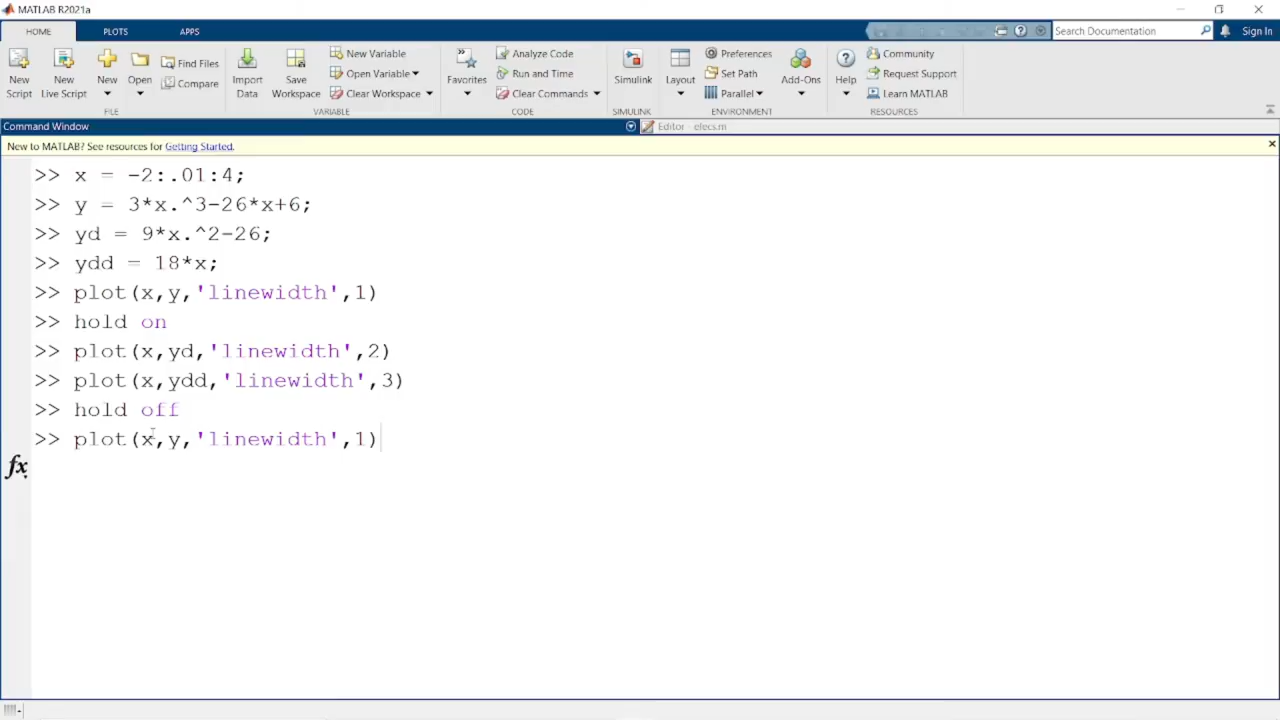 MATLAB R2021a
HOME PLOTS APPS Search Documentation Sign In
New Script New Live Script New Open Find Files Compare Import Data Save Workspace New Variable Open Variable Clear Workspace Favorites Analyze Code Run and Time Clear Commands Simulink Layout Preferences Set Path Parallel Add-Ons Help Community Request Support Learn MATLAB
FILE VARIABLE CODE SIMULINK ENVIRONMENT RESOURCES
Command Window Editor - elecs.m
New to MATLAB? See resources for Getting Started.
>> x = -2:.01:4;
>> y = 3*x.^3-26*x+6;
>> yd = 9*x.^2-26;
>> ydd = 18*x;
>> plot(x,y,'linewidth',1)
>> hold on
>> plot(x,yd,'linewidth',2)
>> plot(x,ydd,'linewidth',3)
>> hold off
>> plot(x,y,'linewidth',1)
fx